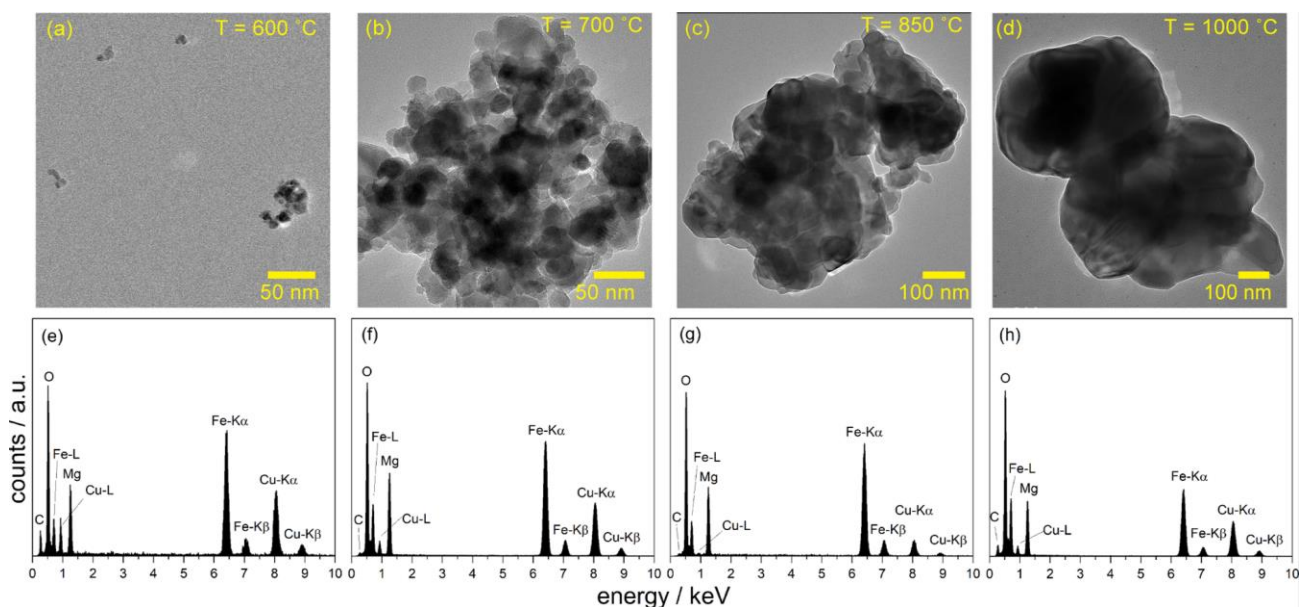 (a) T = 600 °C
50 nm
(b) T = 700 °C
50 nm
(c) T = 850 °C
100 nm
(d) T = 1000 °C
100 nm
counts / a.u.
(e)
O
Fe-Kα
Fe-L
Mg
Cu-L
Cu-Kα
C
Fe-Kβ
Cu-Kβ
0 1 2 3 4 5 6 7 8 9 10
(f)
O
Fe-Kα
Fe-L
Mg
Cu-Kα
Cu-L
C
Fe-Kβ
Cu-Kβ
0 1 2 3 4 5 6 7 8 9 10
(g)
O
Fe-Kα
Fe-L
Mg
Cu-Kα
Cu-L
C
Fe-Kβ
Cu-Kβ
0 1 2 3 4 5 6 7 8 9 10
(h)
O
Fe-L
Fe-Kα
Mg
Cu-Kα
C
Cu-L
Fe-Kβ
Cu-Kβ
0 1 2 3 4 5 6 7 8 9 10
energy / keV